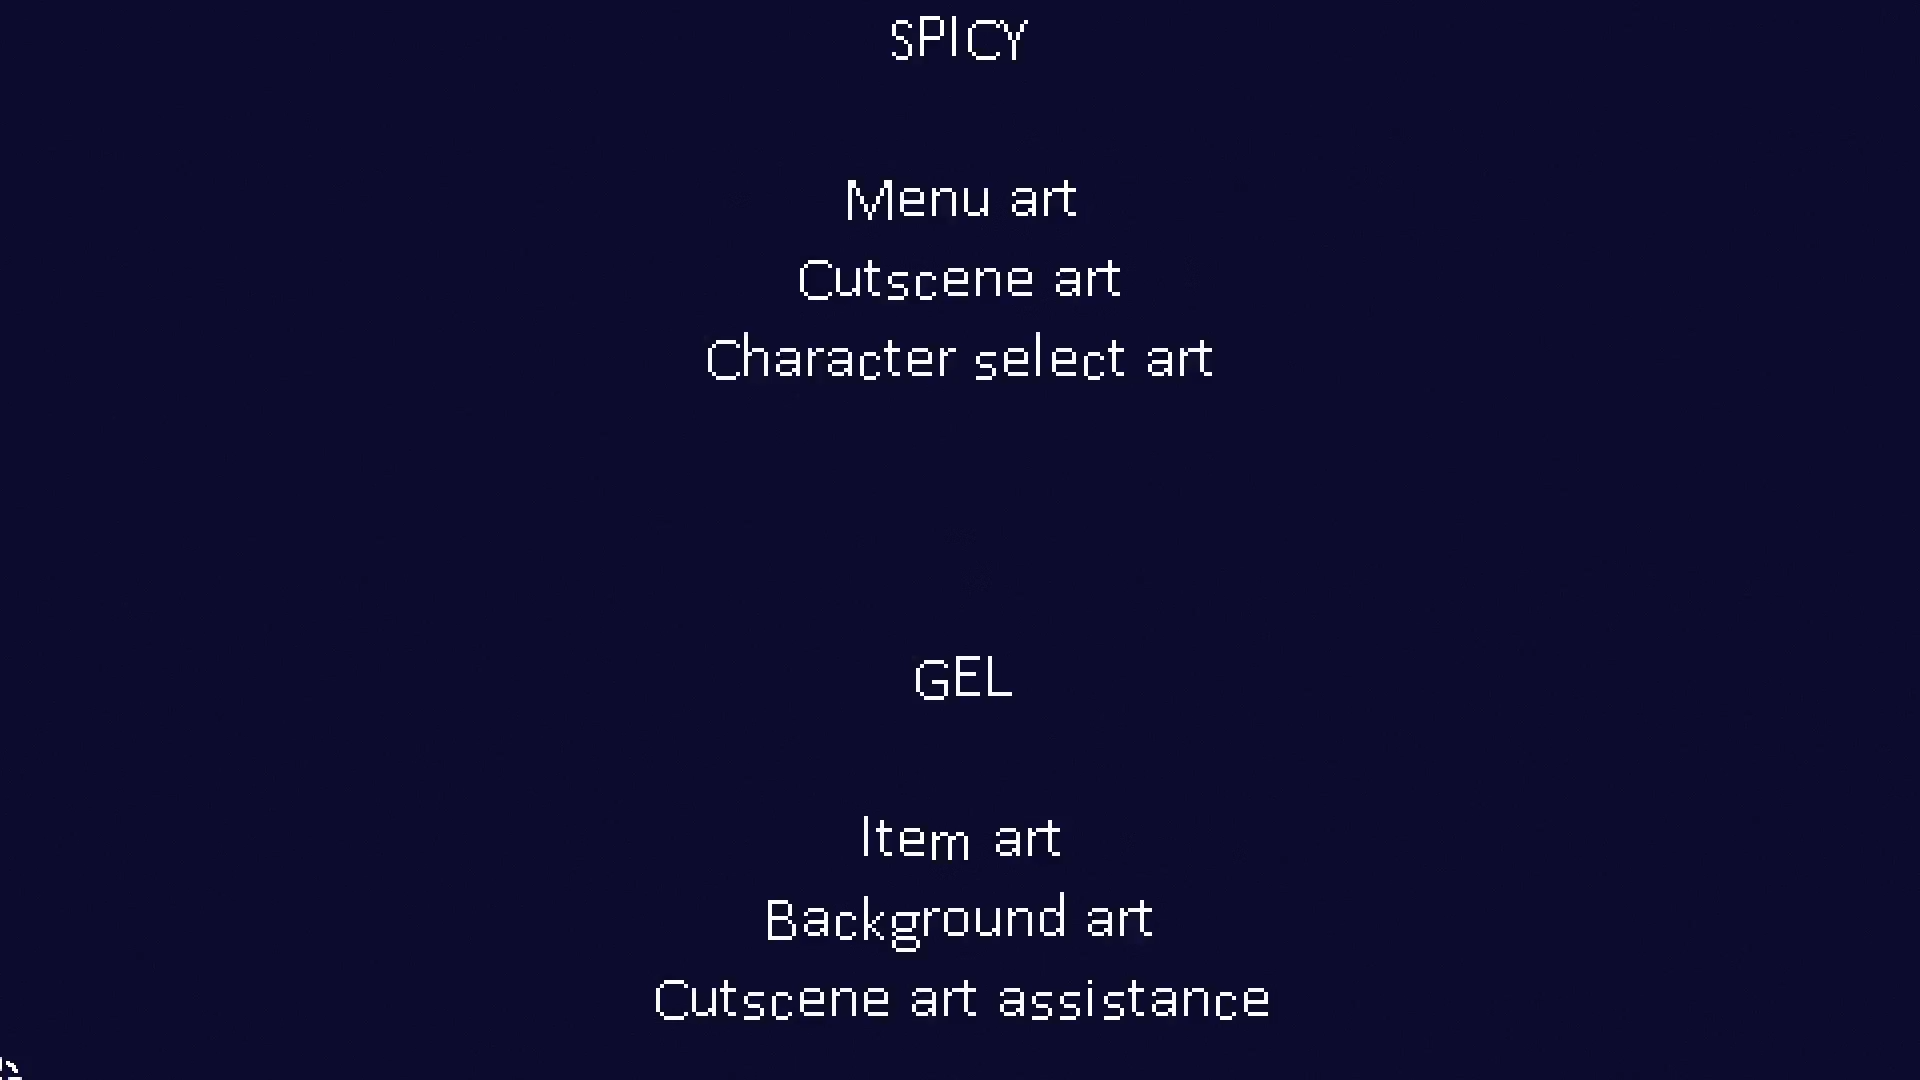 SPICY
Menu art
Cutscene art
Character select art
GEL
Item art
Background art
Cutscene art assistance